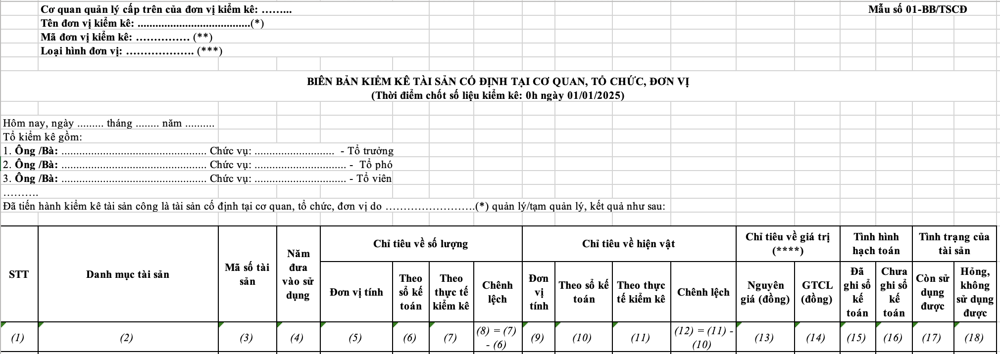 Cơ quan quản lý cấp trên của đơn vị kiểm kê: ……...
Mẫu số 01-BB/TSCĐ
Tên đơn vị kiểm kê: ......................................(*)
Mã đơn vị kiểm kê: …………… (**)
Loại hình đơn vị: ………………. (***)
BIÊN BẢN KIỂM KÊ TÀI SẢN CỐ ĐỊNH TẠI CƠ QUAN, TỔ CHỨC, ĐƠN VỊ
(Thời điểm chốt số liệu kiểm kê: 0h ngày 01/01/2025)
Hôm nay, ngày ......... tháng ........ năm ..........
Tổ kiểm kê gồm:
1. Ông /Bà: ................................................. Chức vụ: ........................... - Tổ trưởng
2. Ông /Bà: ................................................. Chức vụ: ............................... - Tổ phó
3. Ông /Bà: ................................................. Chức vụ: ............................... - Tổ viên
……….
Đã tiến hành kiểm kê tài sản công là tài sản cố định tại cơ quan, tổ chức, đơn vị do …………………….(*) quản lý/tạm quản lý, kết quả như sau:
STT
Danh mục tài sản
Mã số tài
sản
Năm
đưa
vào sử
dụng
Chỉ tiêu về số lượng
Chỉ tiêu về hiện vật
Chỉ tiêu về giá trị
(****)
Tình hình
hạch toán
Tình trạng của
tài sản
Đơn vị tính
Theo
sổ kế
toán
Theo
thực tế
kiểm kê
Chênh
lệch
Đơn
vị
tính
Theo sổ kế
toán
Theo thực
tế kiểm kê
Chênh lệch
Nguyên
giá (đồng)
GTCL
(đồng)
Đã
ghi sổ
kế
toán
Chưa
ghi sổ
kế
toán
Còn sử
dụng
được
Hỏng,
không
sử dụng
được
(1)
(2)
(3)
(4)
(5)
(6)
(7)
(8) = (7)
- (6)
(9)
(10)
(11)
(12) = (11) -
(10)
(13)
(14)
(15)
(16)
(17)
(18)